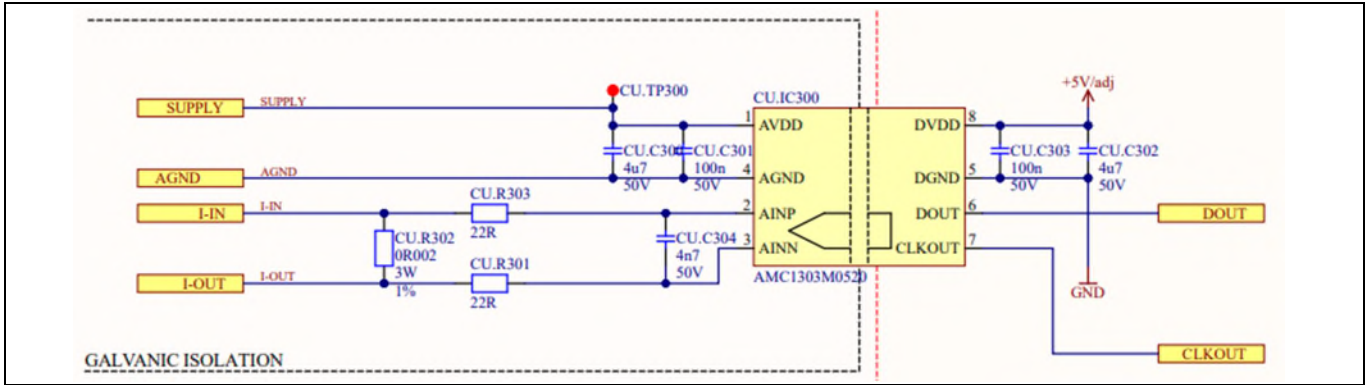 +5V/adj
CU.TP300
CU.IC300
SUPPLY
SUPPLY
1
AVDD
DVDD
8
CU.C300
4u7
50V
CU.C301
100n
50V
CU.C303
100n
50V
CU.C302
4u7
50V
AGND
AGND
4
AGND
DGND
5
CU.R303
22R
I-IN
I-IN
2
AINP
DOUT
6
DOUT
CU.R302
0R002
3W
1%
CU.C304
4n7
50V
3
AINN
CLKOUT
7
I-OUT
I-OUT
CU.R301
22R
AMC1303M0520
GND
GALVANIC ISOLATION
CLKOUT